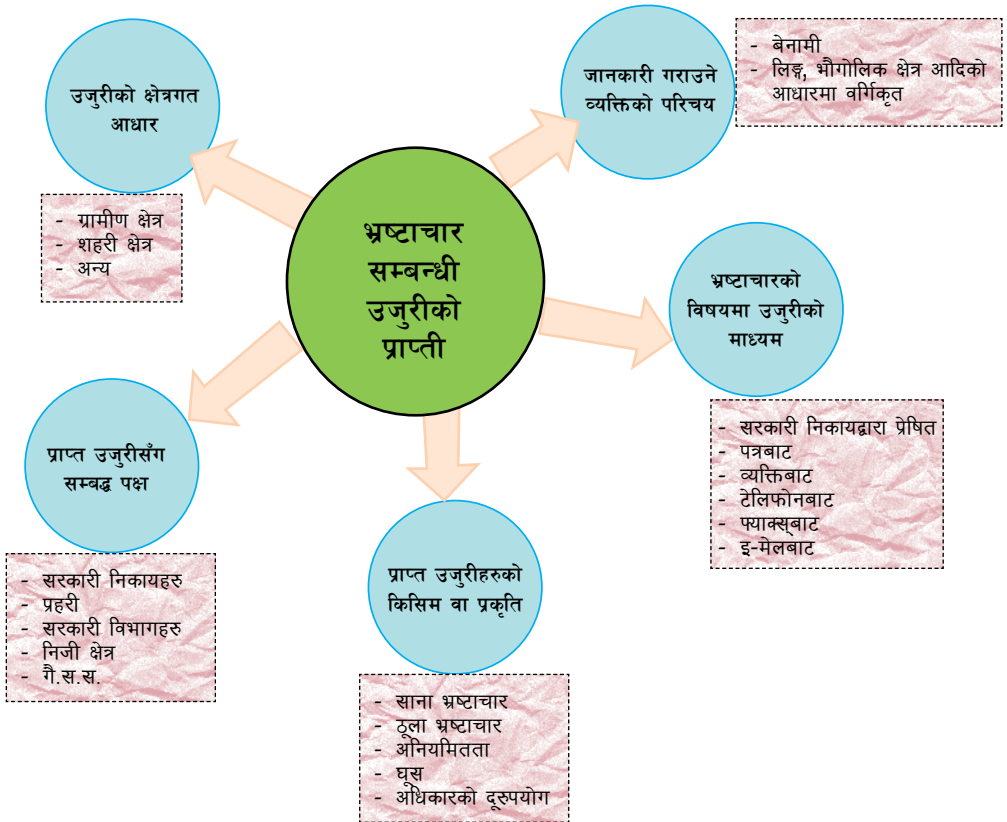 उजुरीको क्षेत्रगत
आधार
- ग्रामीण क्षेत्र
- शहरी क्षेत्र
- अन्य
जानकारी गराउने
व्यक्तिको परिचय
- बेनामी
- लिङ्ग, भौगोलिक क्षेत्र आदिको
आधारमा वर्गिकृत
भ्रष्टाचार
सम्बन्धी
उजुरीको
प्राप्ती
भ्रष्टाचारको
विषयमा उजुरीको
माध्यम
- सरकारी निकायद्वारा प्रेषित
- पत्रबाट
- व्यक्तिबाट
- टेलिफोनबाट
- फ्याक्स्‌बाट
- इ-मेलबाट
प्राप्त उजुरीसँग
सम्बद्ध पक्ष
- सरकारी निकायहरु
- प्रहरी
- सरकारी विभागहरु
- निजी क्षेत्र
- गै.स.स.
प्राप्त उजुरीहरुको
किसिम वा प्रकृति
- साना भ्रष्टाचार
- ठूला भ्रष्टाचार
- अनियमितता
- घूस
- अधिकारको दूरुपयोग